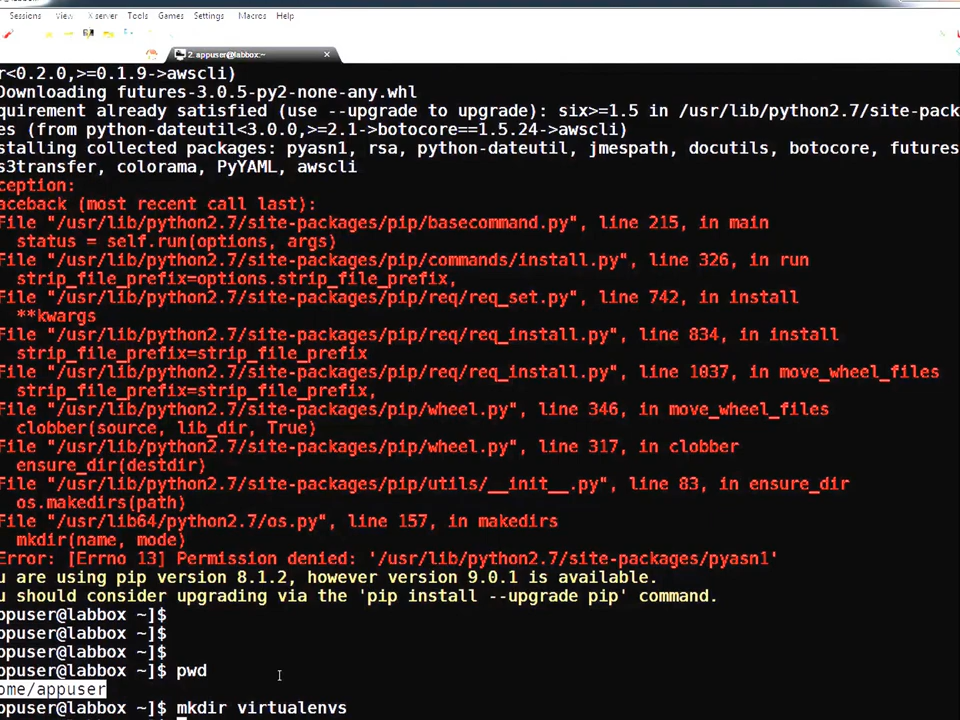 Sessions View X server Tools Games Settings Macros Help
2. appuser@labbox:~
r<0.2.0,>=0.1.9->awscli)
Downloading futures-3.0.5-py2-none-any.whl
quirement already satisfied (use --upgrade to upgrade): six>=1.5 in /usr/lib/python2.7/site-pack
es (from python-dateutil<3.0.0,>=2.1->botocore==1.5.24->awscli)
stalling collected packages: pyasn1, rsa, python-dateutil, jmespath, docutils, botocore, futures
s3transfer, colorama, PyYAML, awscli
ception:
aceback (most recent call last):
File "/usr/lib/python2.7/site-packages/pip/basecommand.py", line 215, in main
status = self.run(options, args)
File "/usr/lib/python2.7/site-packages/pip/commands/install.py", line 326, in run
strip_file_prefix=options.strip_file_prefix,
File "/usr/lib/python2.7/site-packages/pip/req/req_set.py", line 742, in install
**kwargs
File "/usr/lib/python2.7/site-packages/pip/req/req_install.py", line 834, in install
strip_file_prefix=strip_file_prefix
File "/usr/lib/python2.7/site-packages/pip/req/req_install.py", line 1037, in move_wheel_files
strip_file_prefix=strip_file_prefix,
File "/usr/lib/python2.7/site-packages/pip/wheel.py", line 346, in move_wheel_files
clobber(source, lib_dir, True)
File "/usr/lib/python2.7/site-packages/pip/wheel.py", line 317, in clobber
ensure_dir(destdir)
File "/usr/lib/python2.7/site-packages/pip/utils/__init__.py", line 83, in ensure_dir
os.makedirs(path)
File "/usr/lib64/python2.7/os.py", line 157, in makedirs
mkdir(name, mode)
Error: [Errno 13] Permission denied: '/usr/lib/python2.7/site-packages/pyasn1'
u are using pip version 8.1.2, however version 9.0.1 is available.
u should consider upgrading via the 'pip install --upgrade pip' command.
ppuser@labbox ~]$
ppuser@labbox ~]$
ppuser@labbox ~]$
ppuser@labbox ~]$ pwd
ome/appuser
ppuser@labbox ~]$ mkdir virtualenvs